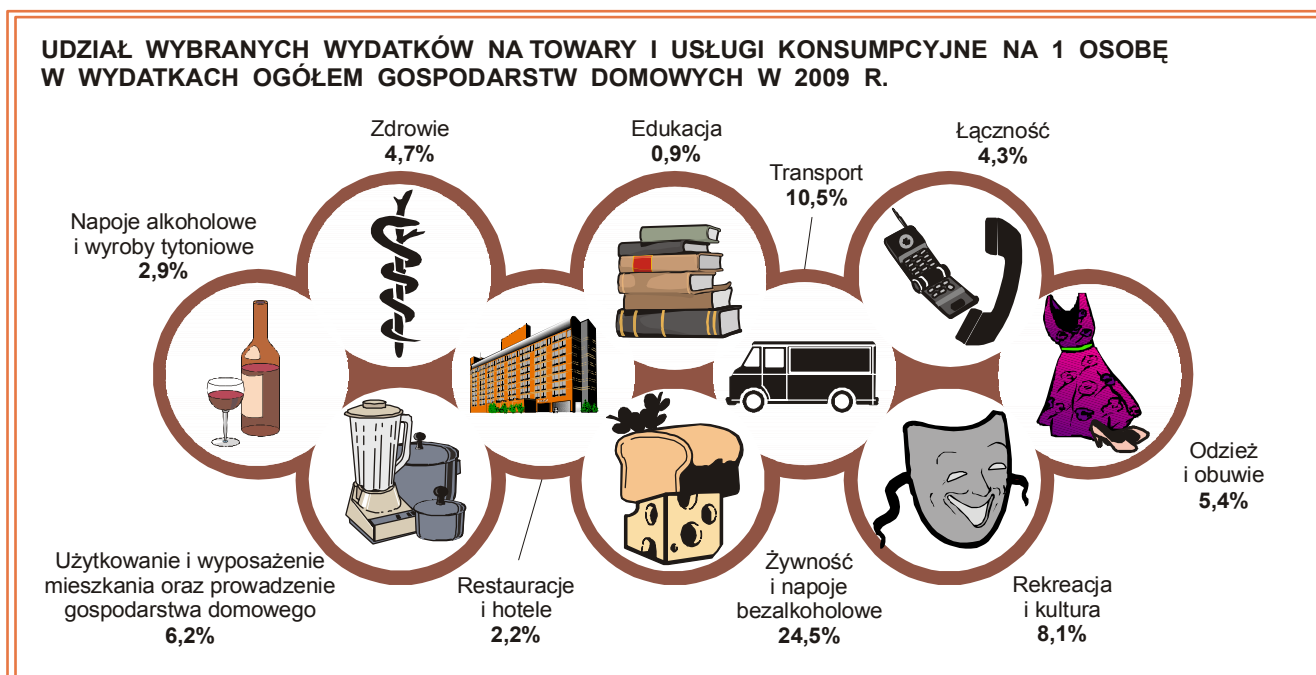 UDZIAŁ WYBRANYCH WYDATKÓW NA TOWARY I USŁUGI KONSUMPCYJNE NA 1 OSOBĘ
W WYDATKACH OGÓŁEM GOSPODARSTW DOMOWYCH W 2009 R.
Zdrowie
4,7%
Edukacja
0,9%
Łączność
4,3%
Transport
10,5%
Napoje alkoholowe
i wyroby tytoniowe
2,9%
Odzież
i obuwie
5,4%
Użytkowanie i wyposażenie
mieszkania oraz prowadzenie
gospodarstwa domowego
6,2%
Restauracje
i hotele
2,2%
Żywność
i napoje
bezalkoholowe
24,5%
Rekreacja
i kultura
8,1%